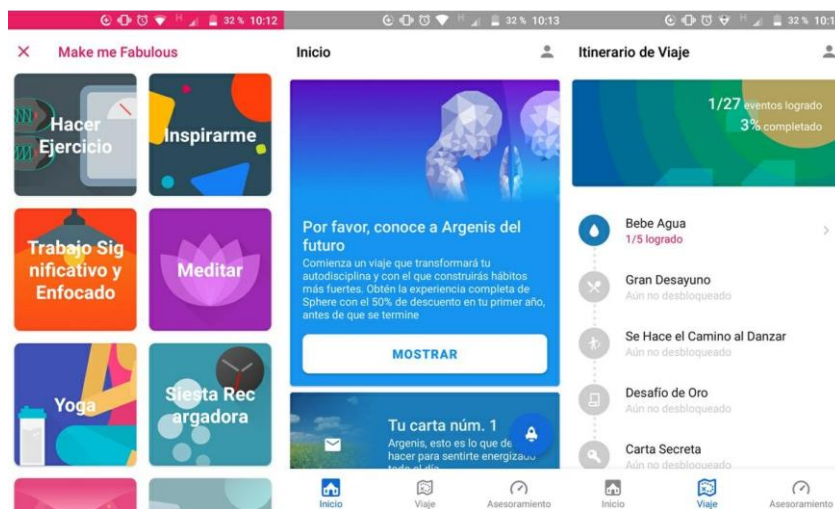 32 % 10:12
× Make me Fabulous
Hacer
Ejercicio
Inspirarme
Trabajo Sig
nificativo y
Enfocado
Meditar
Yoga
Siesta Rec
argadora
H 32 % 10:13
Inicio
Por favor, conoce a Argenis del
futuro
Comienza un viaje que transformará tu
autodisciplina y con el que construirás hábitos
más fuertes. Obtén la experiencia completa de
Sphere con el 50% de descuento en tu primer año,
antes de que se termine
MOSTRAR
Tu carta núm. 1
Argenis, esto es lo que de
hacer para sentirte energizado
todo el día
Inicio Viaje Asesoramiento
H 32 % 10:1
Itinerario de Viaje
1/27 eventos logrado
3% completado
Bebe Agua
1/5 logrado
Gran Desayuno
Aún no desbloqueado
Se Hace el Camino al Danzar
Aún no desbloqueado
Desafío de Oro
Aún no desbloqueado
Carta Secreta
Aún no desbloqueado
Inicio Viaje Asesoramiento